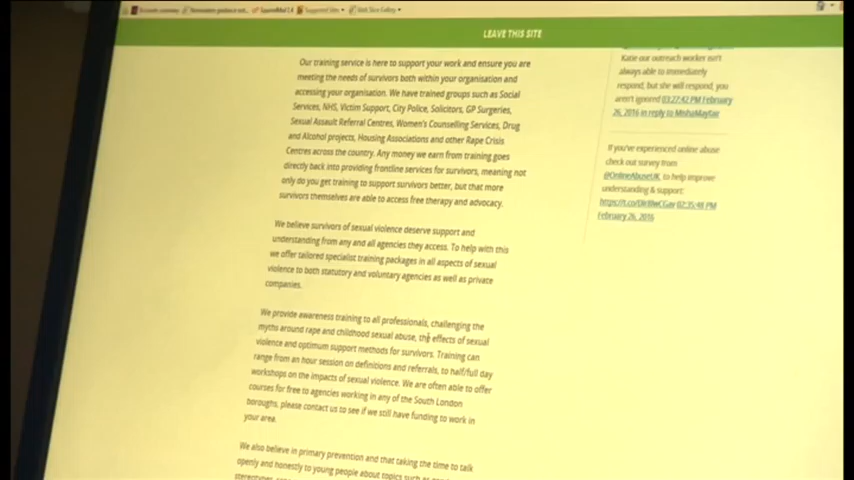 LEAVE THIS SITE
Our training service is here to support your work and ensure you are
meeting the needs of survivors both within your organisation and
accessing your organisation. We have trained groups such as Social
Services, NHS, Victim Support, City Police, Solicitors, GP Surgeries,
Sexual Assault Referral Centres, Women's Counselling Services, Drug
and Alcohol projects, Housing Associations and other Rape Crisis
Centres across the country. Any money we earn from training goes
directly back into providing frontline services for survivors, meaning not
only do you get training to support survivors better, but that more
survivors themselves are able to access free therapy and advocacy.
We believe survivors of sexual violence deserve support and
understanding from any and all agencies they access. To help with this
we offer tailored specialist training packages in all aspects of sexual
violence to both statutory and voluntary agencies as well as private
companies.
We provide awareness training to all professionals, challenging the
myths around rape and childhood sexual abuse, the effects of sexual
violence and optimum support methods for survivors. Training can
range from an hour session on definitions and referrals, to half/full day
workshops on the impacts of sexual violence. We are often able to offer
courses for free to agencies working in any of the South London
boroughs, please contact us to see if we still have funding to work in
your area.
We also believe in primary prevention and that taking the time to talk
openly and honestly to young people about topics such as
Katie our outreach worker isn't
always able to immediately
respond, but she will respond, you
aren't ignored 03:27:42 PM February
26, 2016 in reply to MishaMayfair
If you've experienced online abuse
check out survey from
@OnlineAbuseUK, to help improve
understanding & support:
02:35:48 PM
February 26, 2016